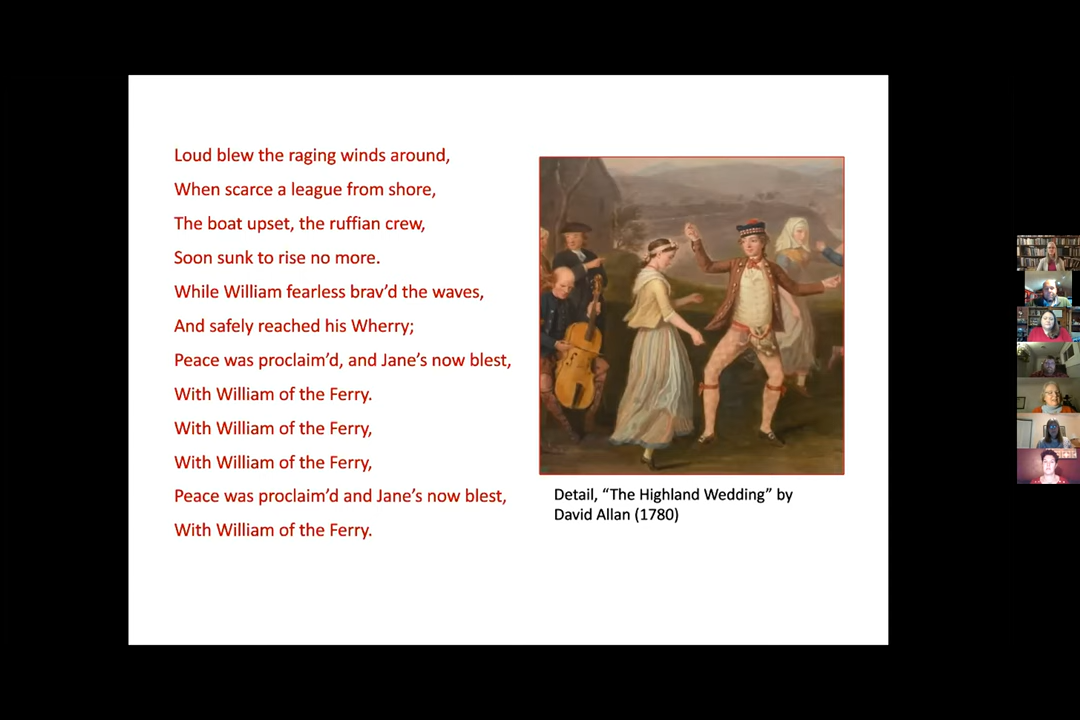 Loud blew the raging winds around,
When scarce a league from shore,
The boat upset, the ruffian crew,
Soon sunk to rise no more.
While William fearless brav’d the waves,
And safely reached his Wherry;
Peace was proclaim’d, and Jane’s now blest,
With William of the Ferry.
With William of the Ferry,
With William of the Ferry,
Peace was proclaim’d and Jane’s now blest,
With William of the Ferry.
Detail, “The Highland Wedding” by
David Allan (1780)